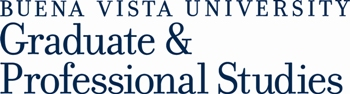 BUENA VISTA UNIVERSITY
Graduate &
Professional Studies